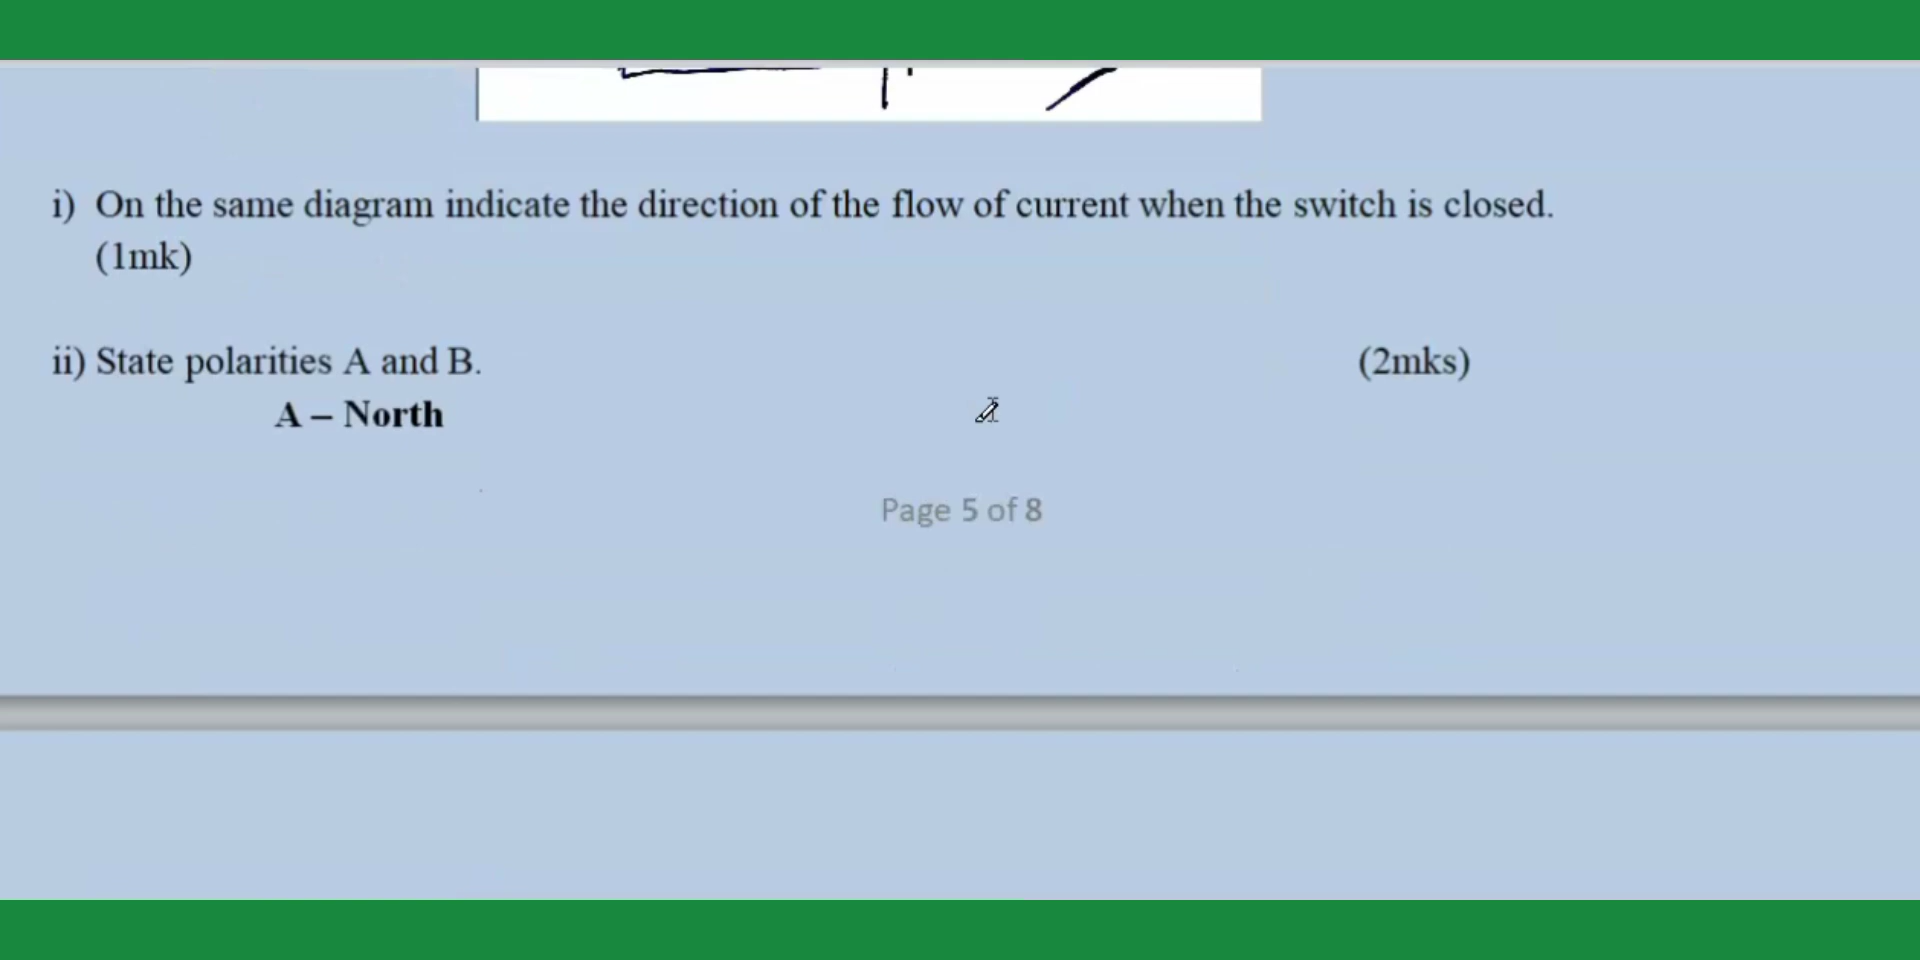 i) On the same diagram indicate the direction of the flow of current when the switch is closed.
(1mk)
ii) State polarities A and B. (2mks)
A – North
Page 5 of 8